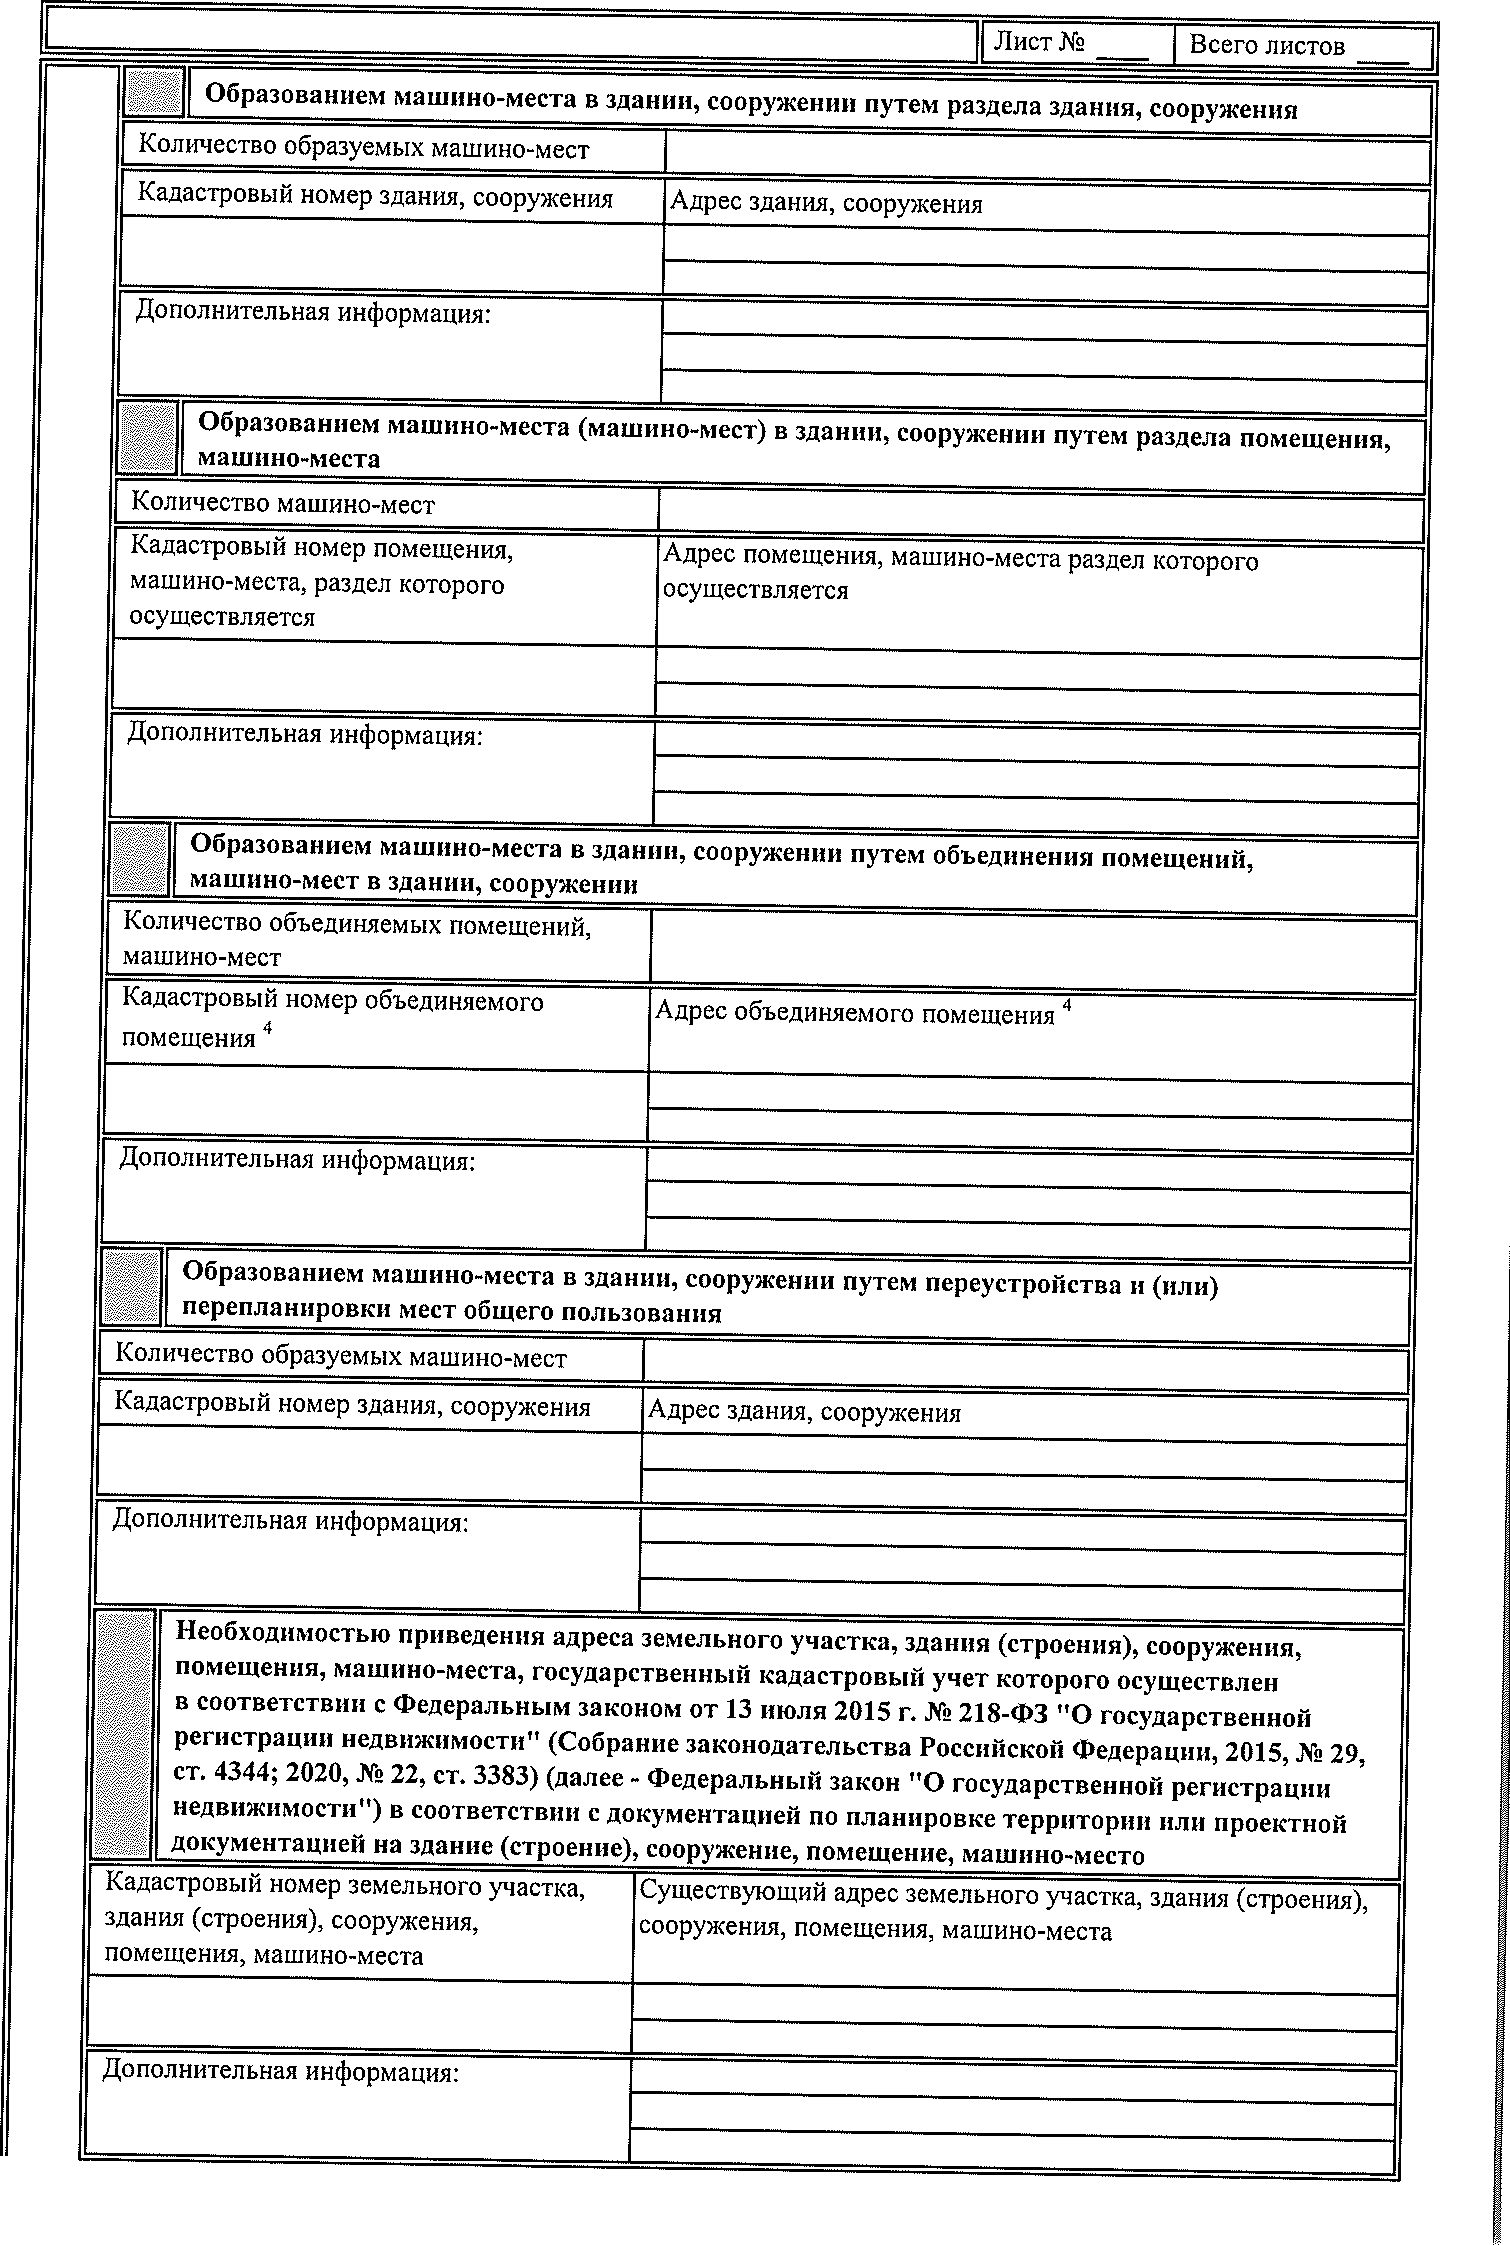 Лист № ____ Всего листов ____
Образованием машино-места в здании, сооружении путем раздела здания, сооружения
Количество образуемых машино-мест
Кадастровый номер здания, сооружения Адрес здания, сооружения
Дополнительная информация:
Образованием машино-места (машино-мест) в здании, сооружении путем раздела помещения,
машино-места
Количество машино-мест
Кадастровый номер помещения,
машино-места, раздел которого
осуществляется
Адрес помещения, машино-места раздел которого
осуществляется
Дополнительная информация:
Образованием машино-места в здании, сооружении путем объединения помещений,
машино-мест в здании, сооружении
Количество объединяемых помещений,
машино-мест
Кадастровый номер объединяемого
помещения 4
Адрес объединяемого помещения 4
Дополнительная информация:
Образованием машино-места в здании, сооружении путем переустройства и (или)
перепланировки мест общего пользования
Количество образуемых машино-мест
Кадастровый номер здания, сооружения Адрес здания, сооружения
Дополнительная информация:
Необходимостью приведения адреса земельного участка, здания (строения), сооружения,
помещения, машино-места, государственный кадастровый учет которого осуществлен
в соответствии с Федеральным законом от 13 июля 2015 г. № 218-ФЗ "О государственной
регистрации недвижимости" (Собрание законодательства Российской Федерации, 2015, № 29,
ст. 4344; 2020, № 22, ст. 3383) (далее - Федеральный закон "О государственной регистрации
недвижимости") в соответствии с документацией по планировке территории или проектной
документацией на здание (строение), сооружение, помещение, машино-место
Кадастровый номер земельного участка,
здания (строения), сооружения,
помещения, машино-места
Существующий адрес земельного участка, здания (строения),
сооружения, помещения, машино-места
Дополнительная информация: